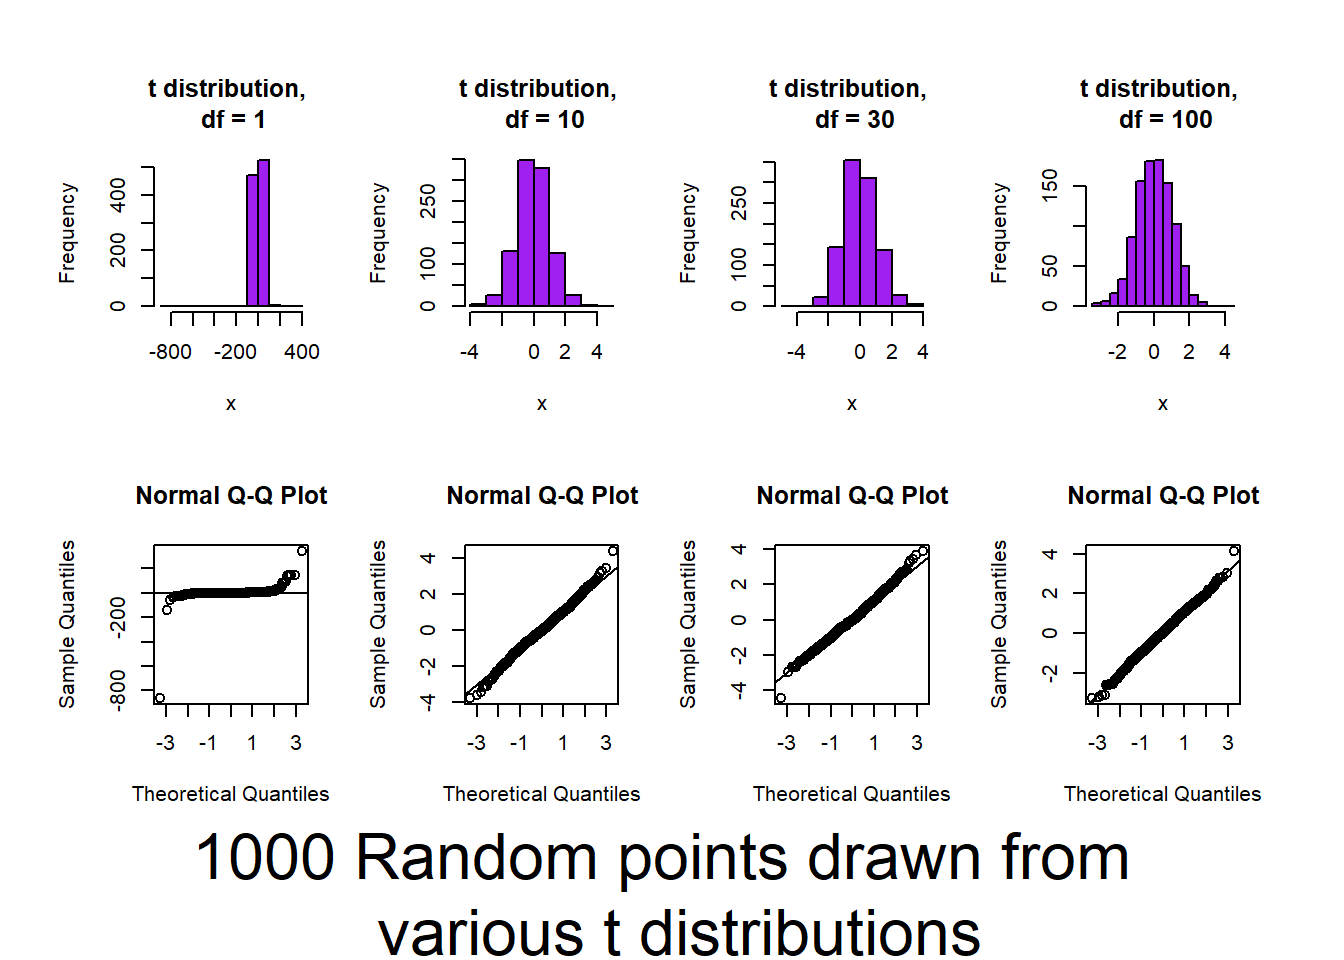 t distribution,
df = 1
t distribution,
df = 10
t distribution,
df = 30
t distribution,
df = 100
Frequency
0 200 400
-800 -200 400
x
Frequency
0 100 250
-4 0 2 4
x
Frequency
0 100 250
-4 0 2 4
x
Frequency
0 50 150
-2 0 2 4
x
Normal Q-Q Plot
Sample Quantiles
-800 -200
-3 -1 1 3
Theoretical Quantiles
Normal Q-Q Plot
Sample Quantiles
-4 -2 0 2 4
-3 -1 1 3
Theoretical Quantiles
Normal Q-Q Plot
Sample Quantiles
-4 -2 0 2 4
-3 -1 1 3
Theoretical Quantiles
Normal Q-Q Plot
Sample Quantiles
-2 0 2 4
-3 -1 1 3
Theoretical Quantiles
1000 Random points drawn from
various t distributions